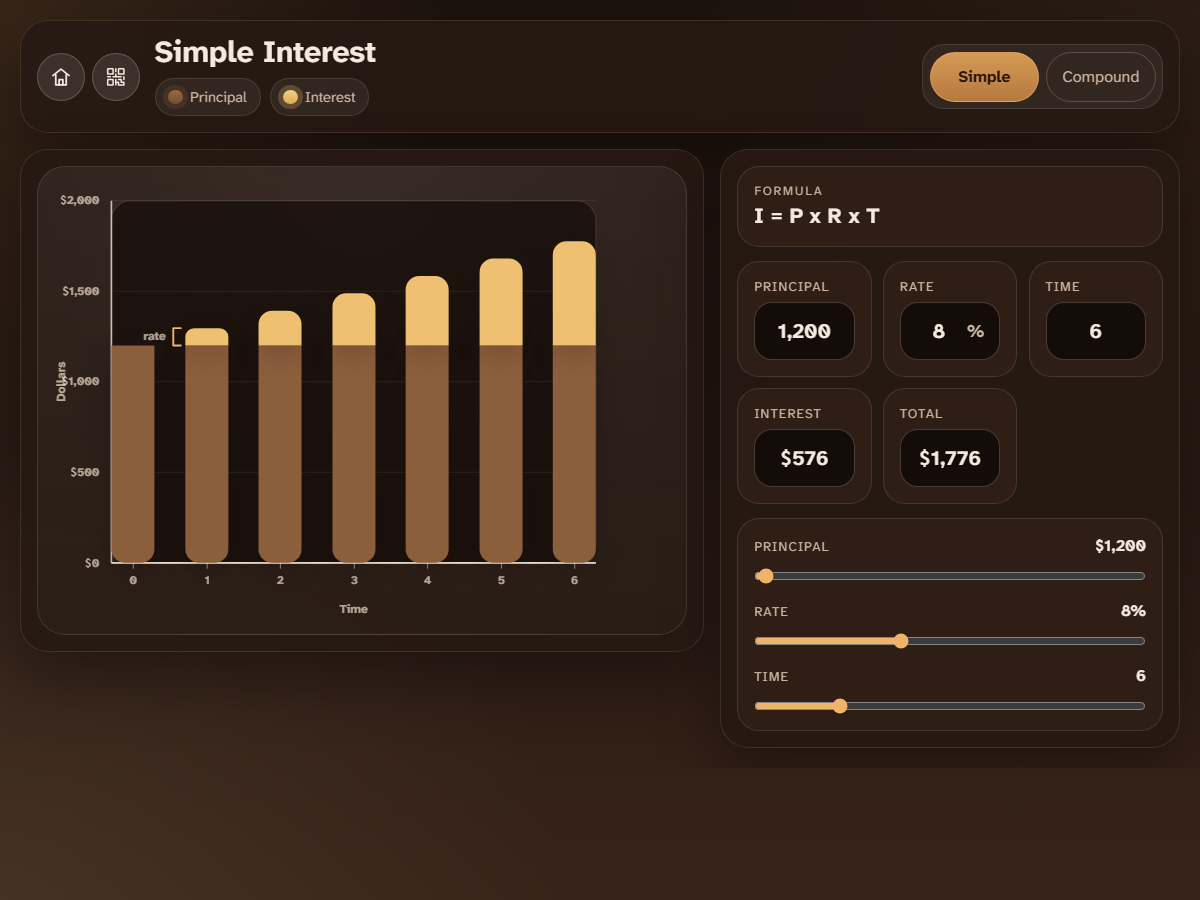 Simple Interest
Principal
Interest
Simple
Compound
$2,000
$1,500
$1,000
$500
$0
Dollars
rate
0 1 2 3 4 5 6
Time
FORMULA
I = P x R x T
PRINCIPAL
1,200
RATE
8 %
TIME
6
INTEREST
$576
TOTAL
$1,776
PRINCIPAL $1,200
RATE 8%
TIME 6